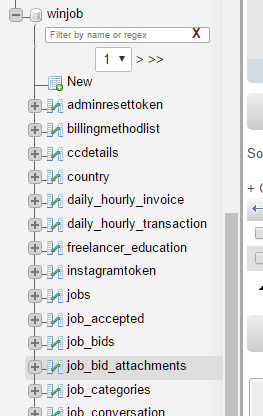 winjob
Filter by name or regex X
1 > >>
New
adminresettoken
billingmethodlist
ccdetails
country
daily_hourly_invoice
daily_hourly_transaction
freelancer_education
instagramtoken
jobs
job_accepted
job_bids
job_bid_attachments
job_categories
job_conversation
So
+